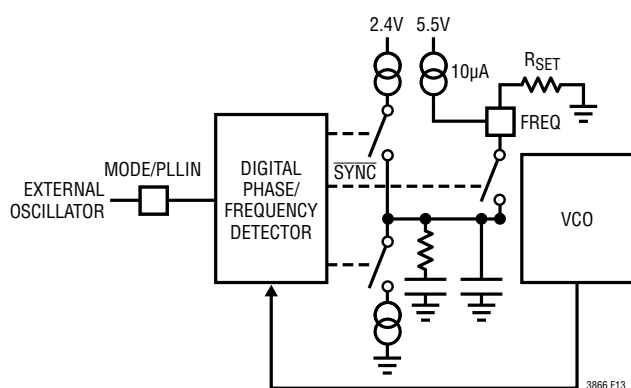 2.4V 5.5V
10µA
RSET
FREQ
MODE/PLLIN
EXTERNAL
OSCILLATOR
DIGITAL
PHASE/
FREQUENCY
DETECTOR
SYNC
VCO
3866 F13